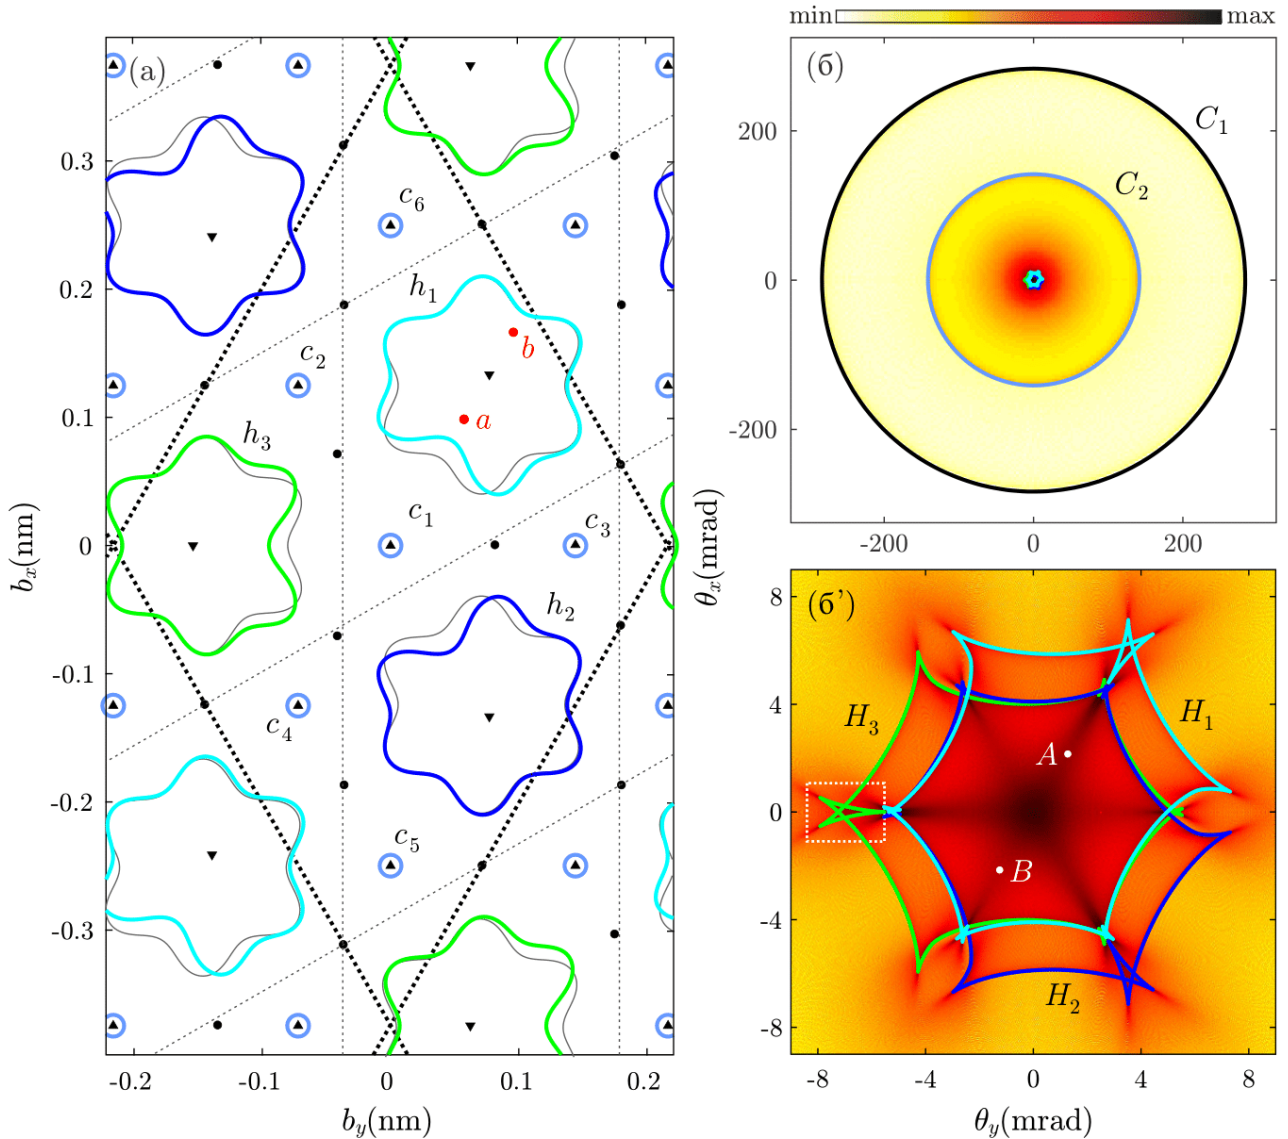 min max
(а)
0.3
0.2
0.1
0
-0.1
-0.2
-0.3
b_x(nm)
-0.2 -0.1 0 0.1 0.2
b_y(nm)
c_6
h_1
c_2
b
a
h_3
c_1
c_3
h_2
c_4
c_5
(б)
C_1
C_2
200
0
-200
-200 0 200
θ_x(mrad)
(б’)
8
4
0
-4
-8
H_3
H_1
A
B
H_2
-8 -4 0 4 8
θ_y(mrad)